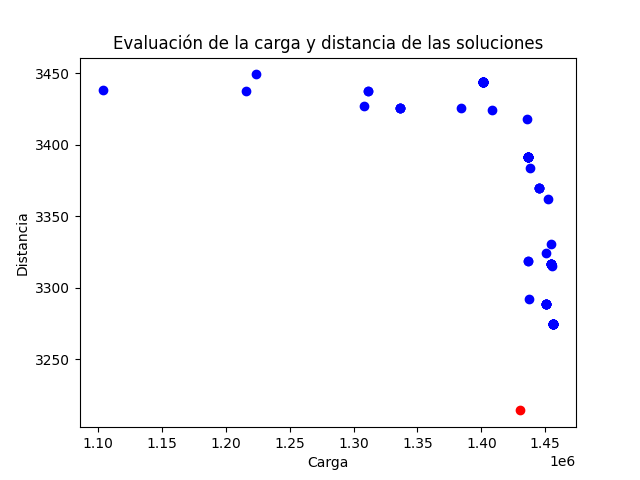 Evaluación de la carga y distancia de las soluciones
Distancia
3450
3400
3350
3300
3250
1.10 1.15 1.20 1.25 1.30 1.35 1.40 1.45
Carga
1e6